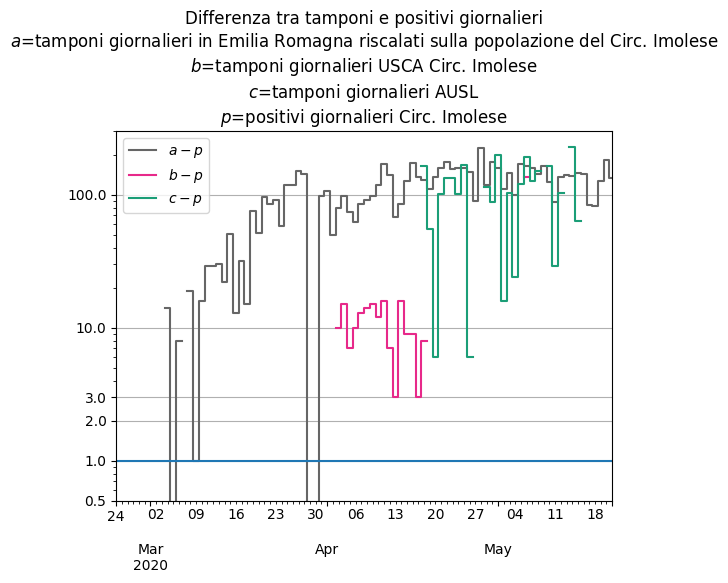 Differenza tra tamponi e positivi giornalieri
a=tamponi giornalieri in Emilia Romagna riscalati sulla popolazione del Circ. Imolese
b=tamponi giornalieri USCA Circ. Imolese
c=tamponi giornalieri AUSL
p=positivi giornalieri Circ. Imolese
a − p
b − p
c − p
100.0
10.0
3.0
2.0
1.0
0.5
24 02 09 16 23 30 06 13 20 27 04 11 18
Mar Apr May
2020